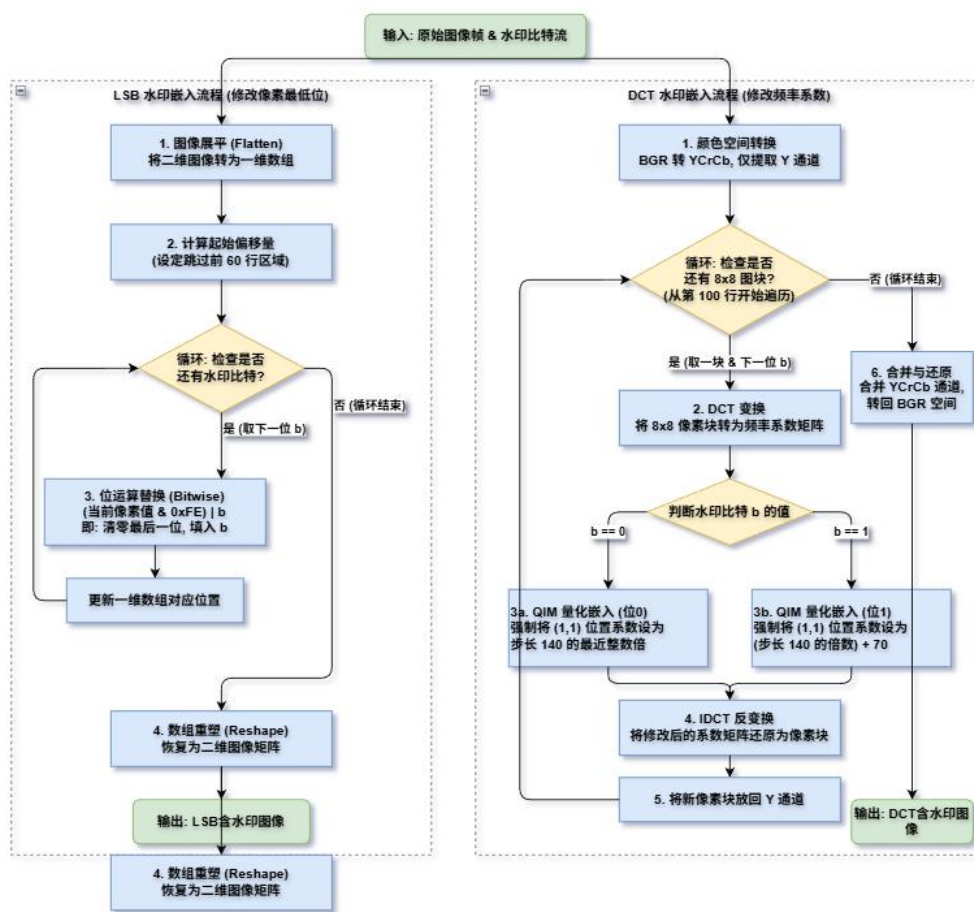 输入: 原始图像帧 & 水印比特流
LSB 水印嵌入流程 (修改像素最低位)
1. 图像展平 (Flatten)
将二维图像转为一维数组
2. 计算起始偏移量
(设定跳过前 60 行区域)
循环: 检查是否
还有水印比特?
否 (循环结束)
是 (取下一位 b)
3. 位运算替换 (Bitwise)
(当前像素值 & 0xFE) | b
即: 清零最后一位, 填入 b
更新一维数组对应位置
4. 数组重塑 (Reshape)
恢复为二维图像矩阵
输出: LSB含水印图像
4. 数组重塑 (Reshape)
恢复为二维图像矩阵
DCT 水印嵌入流程 (修改频率系数)
1. 颜色空间转换
BGR 转 YCrCb, 仅提取 Y 通道
循环: 检查是否
还有 8x8 图块?
(从第 100 行开始遍历)
否 (循环结束)
是 (取一块 & 下一位 b)
2. DCT 变换
将 8x8 像素块转为频率系数矩阵
判断水印比特 b 的值
b == 0
b == 1
3a. QIM 量化嵌入 (位0)
强制将 (1,1) 位置系数设为
步长 140 的最近整数倍
3b. QIM 量化嵌入 (位1)
强制将 (1,1) 位置系数设为
(步长 140 的倍数) + 70
4. IDCT 反变换
将修改后的系数矩阵还原为像素块
5. 将新像素块放回 Y 通道
6. 合并与还原
合并 YCrCb 通道,
转回 BGR 空间
输出: DCT含水印图
像